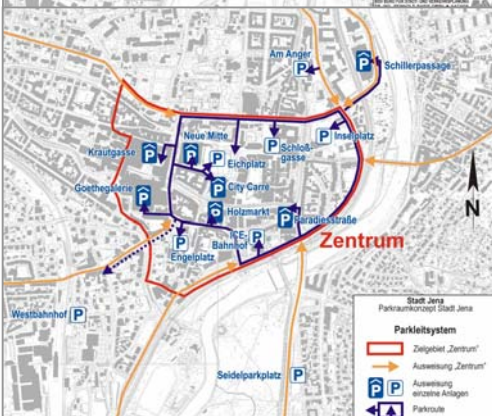 Am Anger
Schillerpassage
Neue Mitte
Inselplatz
Krautgasse
Schloß-
gasse
Eichplatz
Goethegalerie
City Carré
Holzmarkt
Paradiesstraße
ICE-
Bahnhof
Zentrum
Engelplatz
N
Westbahnhof
Seidelparkplatz
Stadt Jena
Parkraumkonzept Stadt Jena
Parkleitsystem
Zielgebiet „Zentrum"
Ausweisung „Zentrum"
Ausweisung
einzelne Anlagen
Parkroute